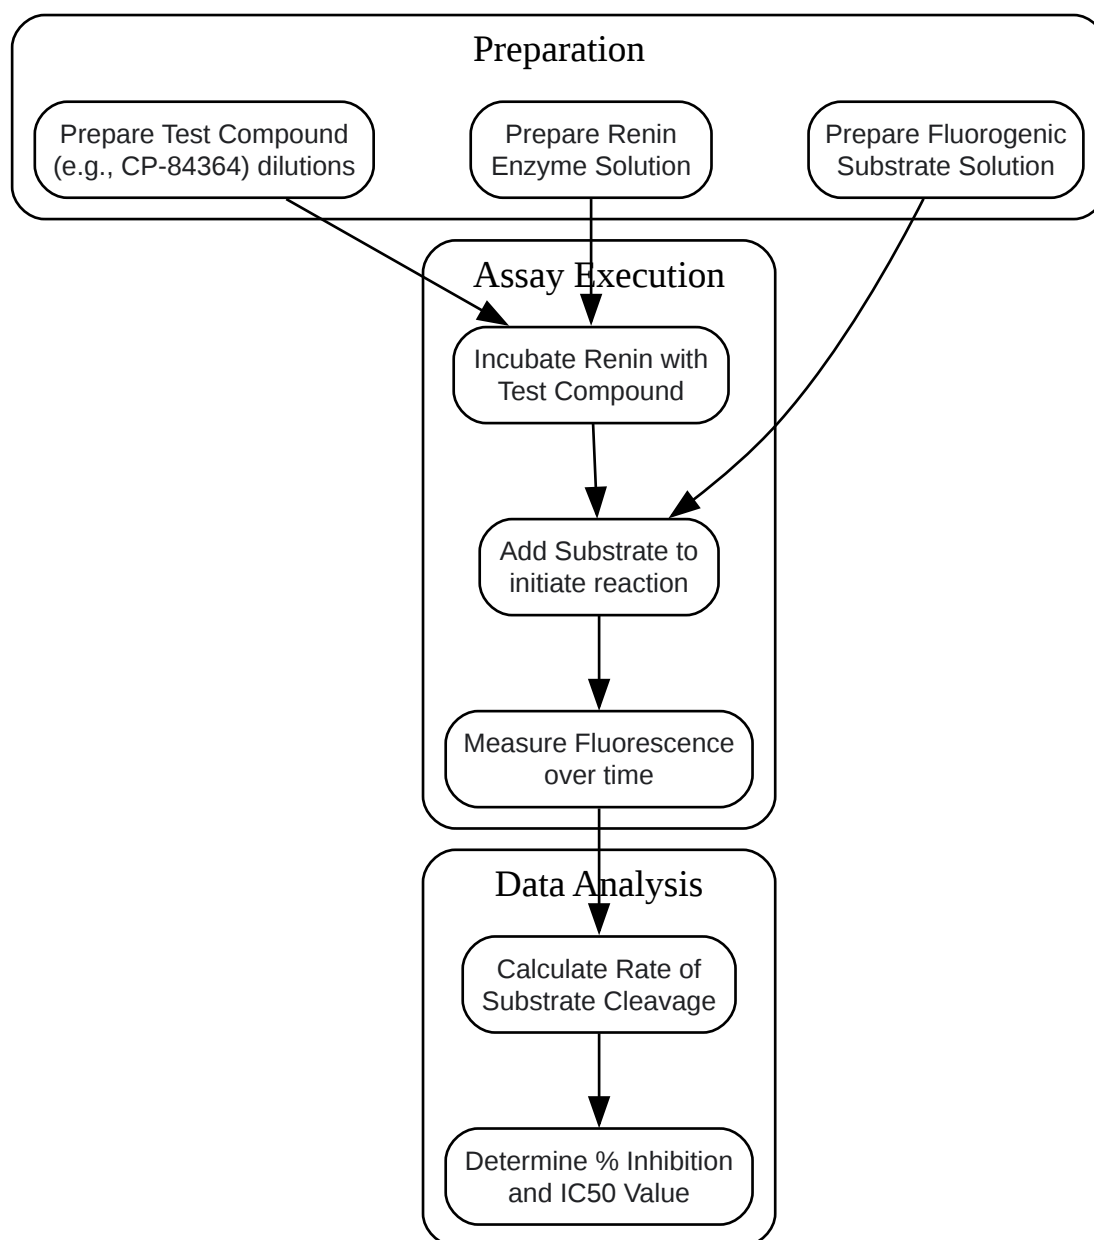 Preparation
Prepare Test Compound
(e.g., CP-84364) dilutions
Prepare Renin
Enzyme Solution
Prepare Fluorogenic
Substrate Solution
Assay Execution
Incubate Renin with
Test Compound
Add Substrate to
initiate reaction
Measure Fluorescence
over time
Data Analysis
Calculate Rate of
Substrate Cleavage
Determine % Inhibition
and IC50 Value